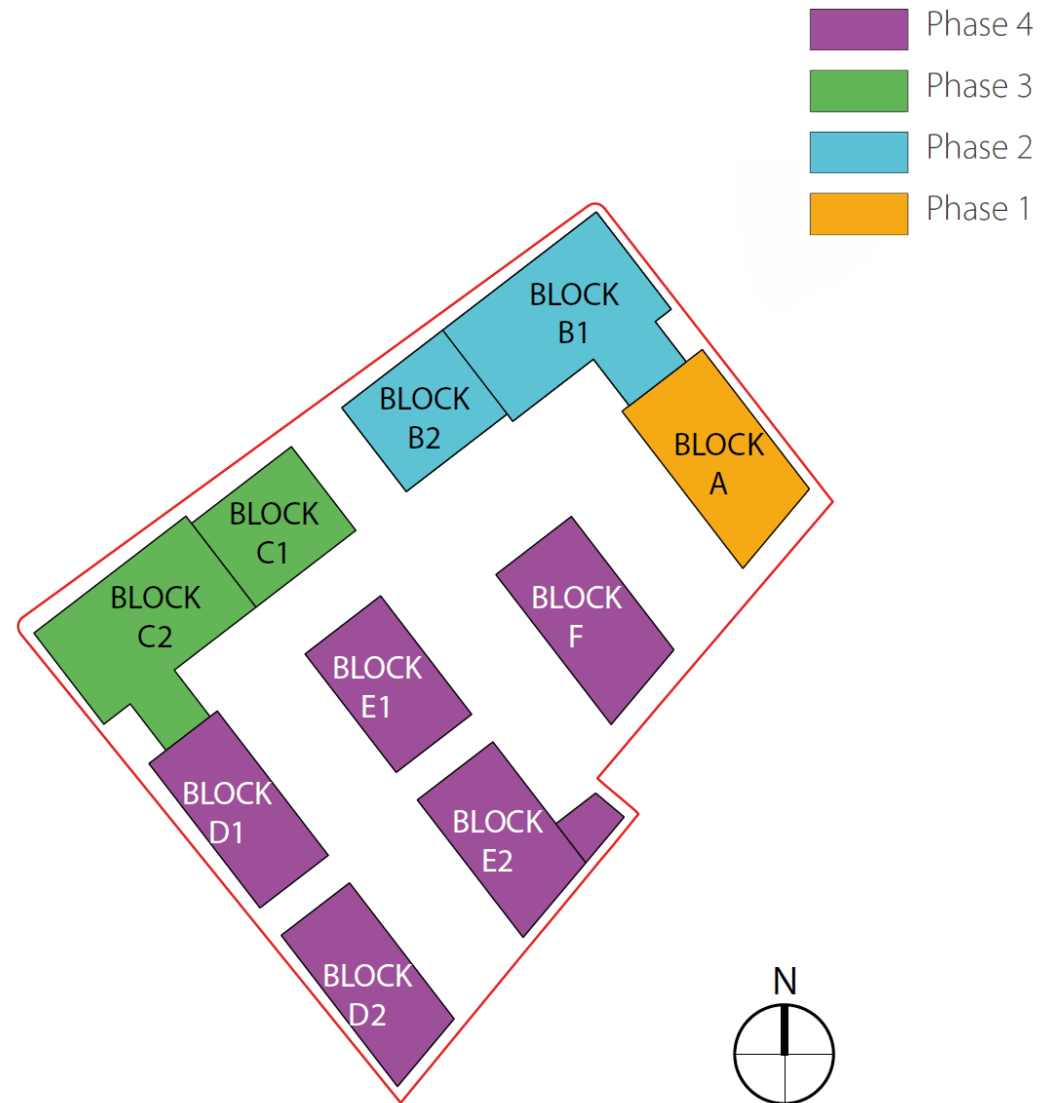 Phase 4
Phase 3
Phase 2
Phase 1
BLOCK
B1
BLOCK
B2
BLOCK
A
BLOCK
C1
BLOCK
C2
BLOCK
F
BLOCK
E1
BLOCK
D1
BLOCK
E2
BLOCK
D2
N